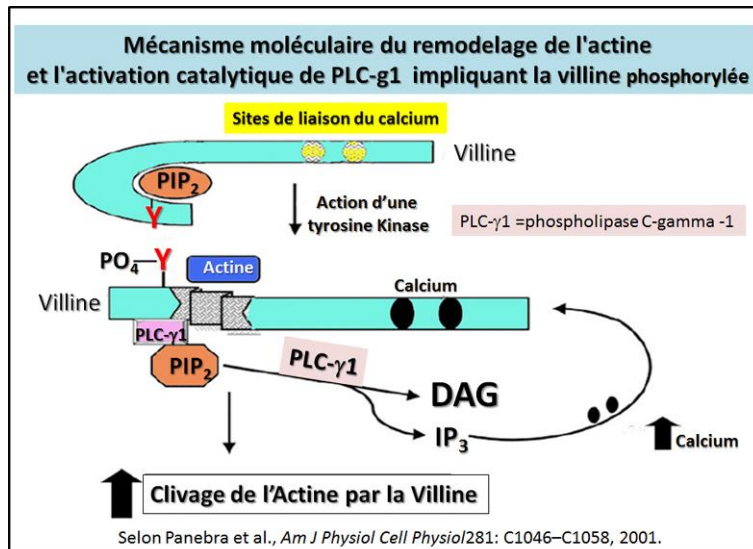 Mécanisme moléculaire du remodelage de l'actine
et l'activation catalytique de PLC-g1 impliquant la villine phosphorylée
Sites de liaison du calcium
Villine
PIP₂
Y
Action d'une
tyrosine Kinase
PLC-γ1 =phospholipase C-gamma -1
PO₄
Y
Actine
Villine
Calcium
PLC-γ1
PIP₂
PLC-γ1
DAG
IP₃
Calcium
Clivage de l'Actine par la Villine
Selon Panebra et al., Am J Physiol Cell Physiol281: C1046–C1058, 2001.